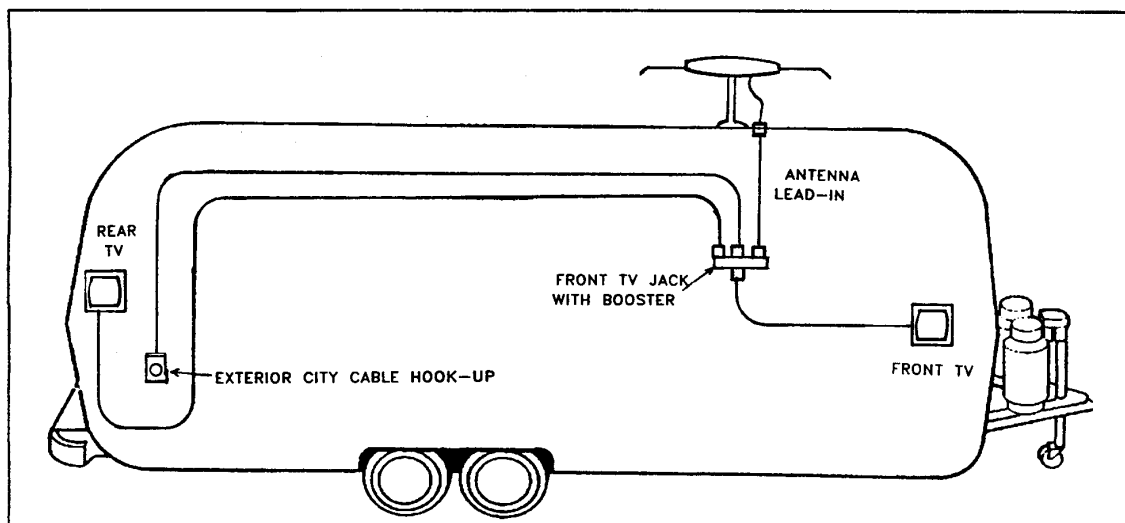 ANTENNA
LEAD-IN
REAR
TV
FRONT TV JACK
WITH BOOSTER
EXTERIOR CITY CABLE HOOK-UP
FRONT TV